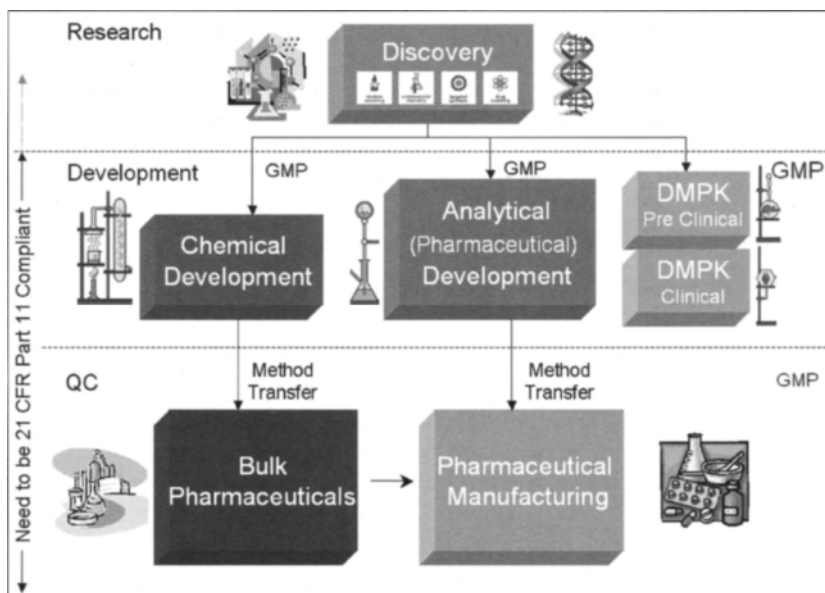 Research
Discovery
Development
GMP
GMP
GMP
Chemical
Development
Analytical
(Pharmaceutical)
Development
DMPK
Pre Clinical
DMPK
Clinical
Need to be 21 CFR Part 11 Compliant
QC
Method
Transfer
Method
Transfer
GMP
Bulk
Pharmaceuticals
Pharmaceutical
Manufacturing